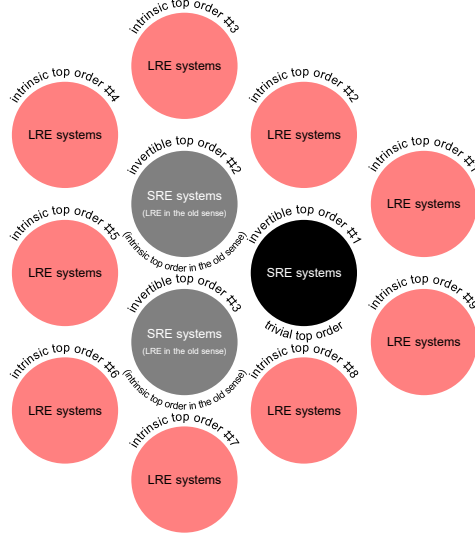 intrinsic top order #3
LRE systems
intrinsic top order #4
LRE systems
intrinsic top order #2
LRE systems
invertible top order #2
SRE systems
(LRE in the old sense)
(intrinsic top order in the old sense)
intrinsic top order #1
LRE systems
intrinsic top order #5
LRE systems
invertible top order #1
SRE systems
trivial top order
invertible top order #3
SRE systems
(LRE in the old sense)
(intrinsic top order in the old sense)
intrinsic top order #9
LRE systems
intrinsic top order #6
LRE systems
intrinsic top order #8
LRE systems
intrinsic top order #7
LRE systems